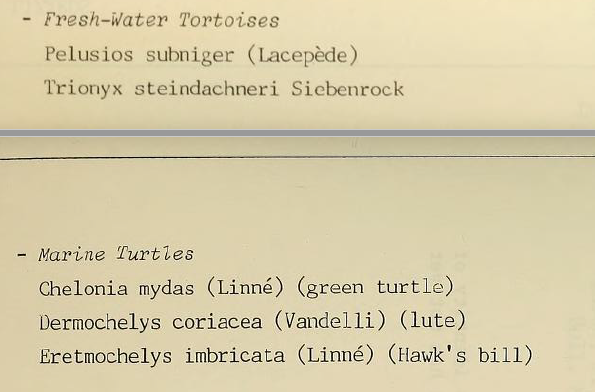 - Fresh-Water Tortoises
Pelusios subniger (Lacepède)
Trionyx steindachneri Siebenrock
- Marine Turtles
Chelonia mydas (Linné) (green turtle)
Dermochelys coriacea (Vandelli) (lute)
Eretmochelys imbricata (Linné) (Hawk's bill)